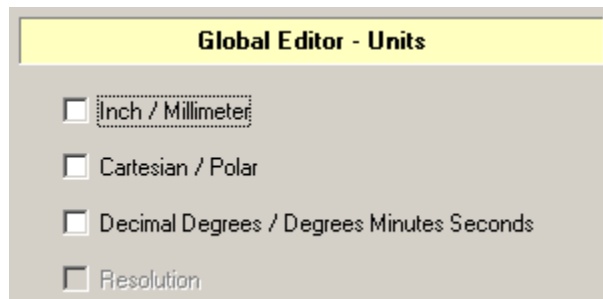 Global Editor - Units
Inch / Millimeter
Cartesian / Polar
Decimal Degrees / Degrees Minutes Seconds
Resolution